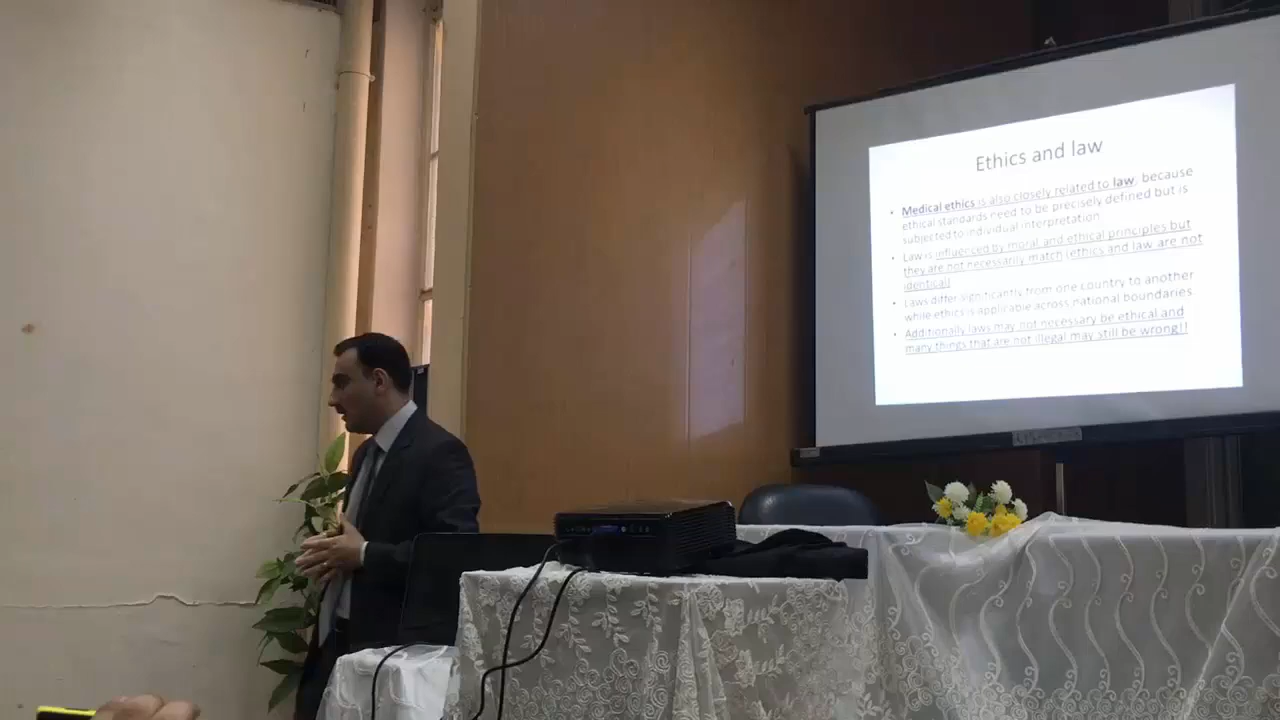 Ethics and law
• Medical ethics is also closely related to law, because
ethical standards need to be precisely defined but is
subjected to individual interpretation
• Law is influenced by moral and ethical principles but
they are not necessarily match (ethics and law are not
identical)
• Laws differ significantly from one country to another
while ethics is applicable across national boundaries
• Additionally laws may not necessary be ethical and
many things that are not illegal may still be wrong!!